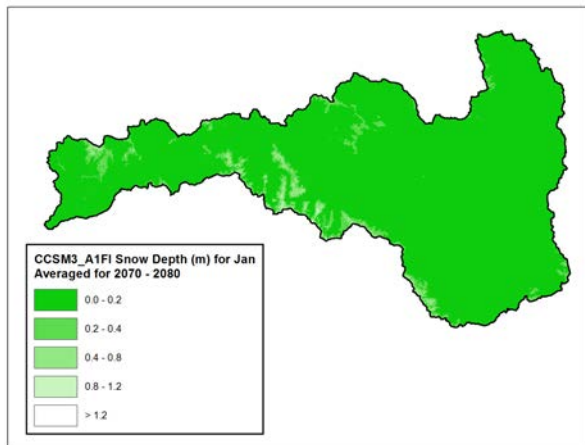 CCSM3_A1FI Snow Depth (m) for Jan
Averaged for 2070 - 2080
0.0 - 0.2
0.2 - 0.4
0.4 - 0.8
0.8 - 1.2
> 1.2